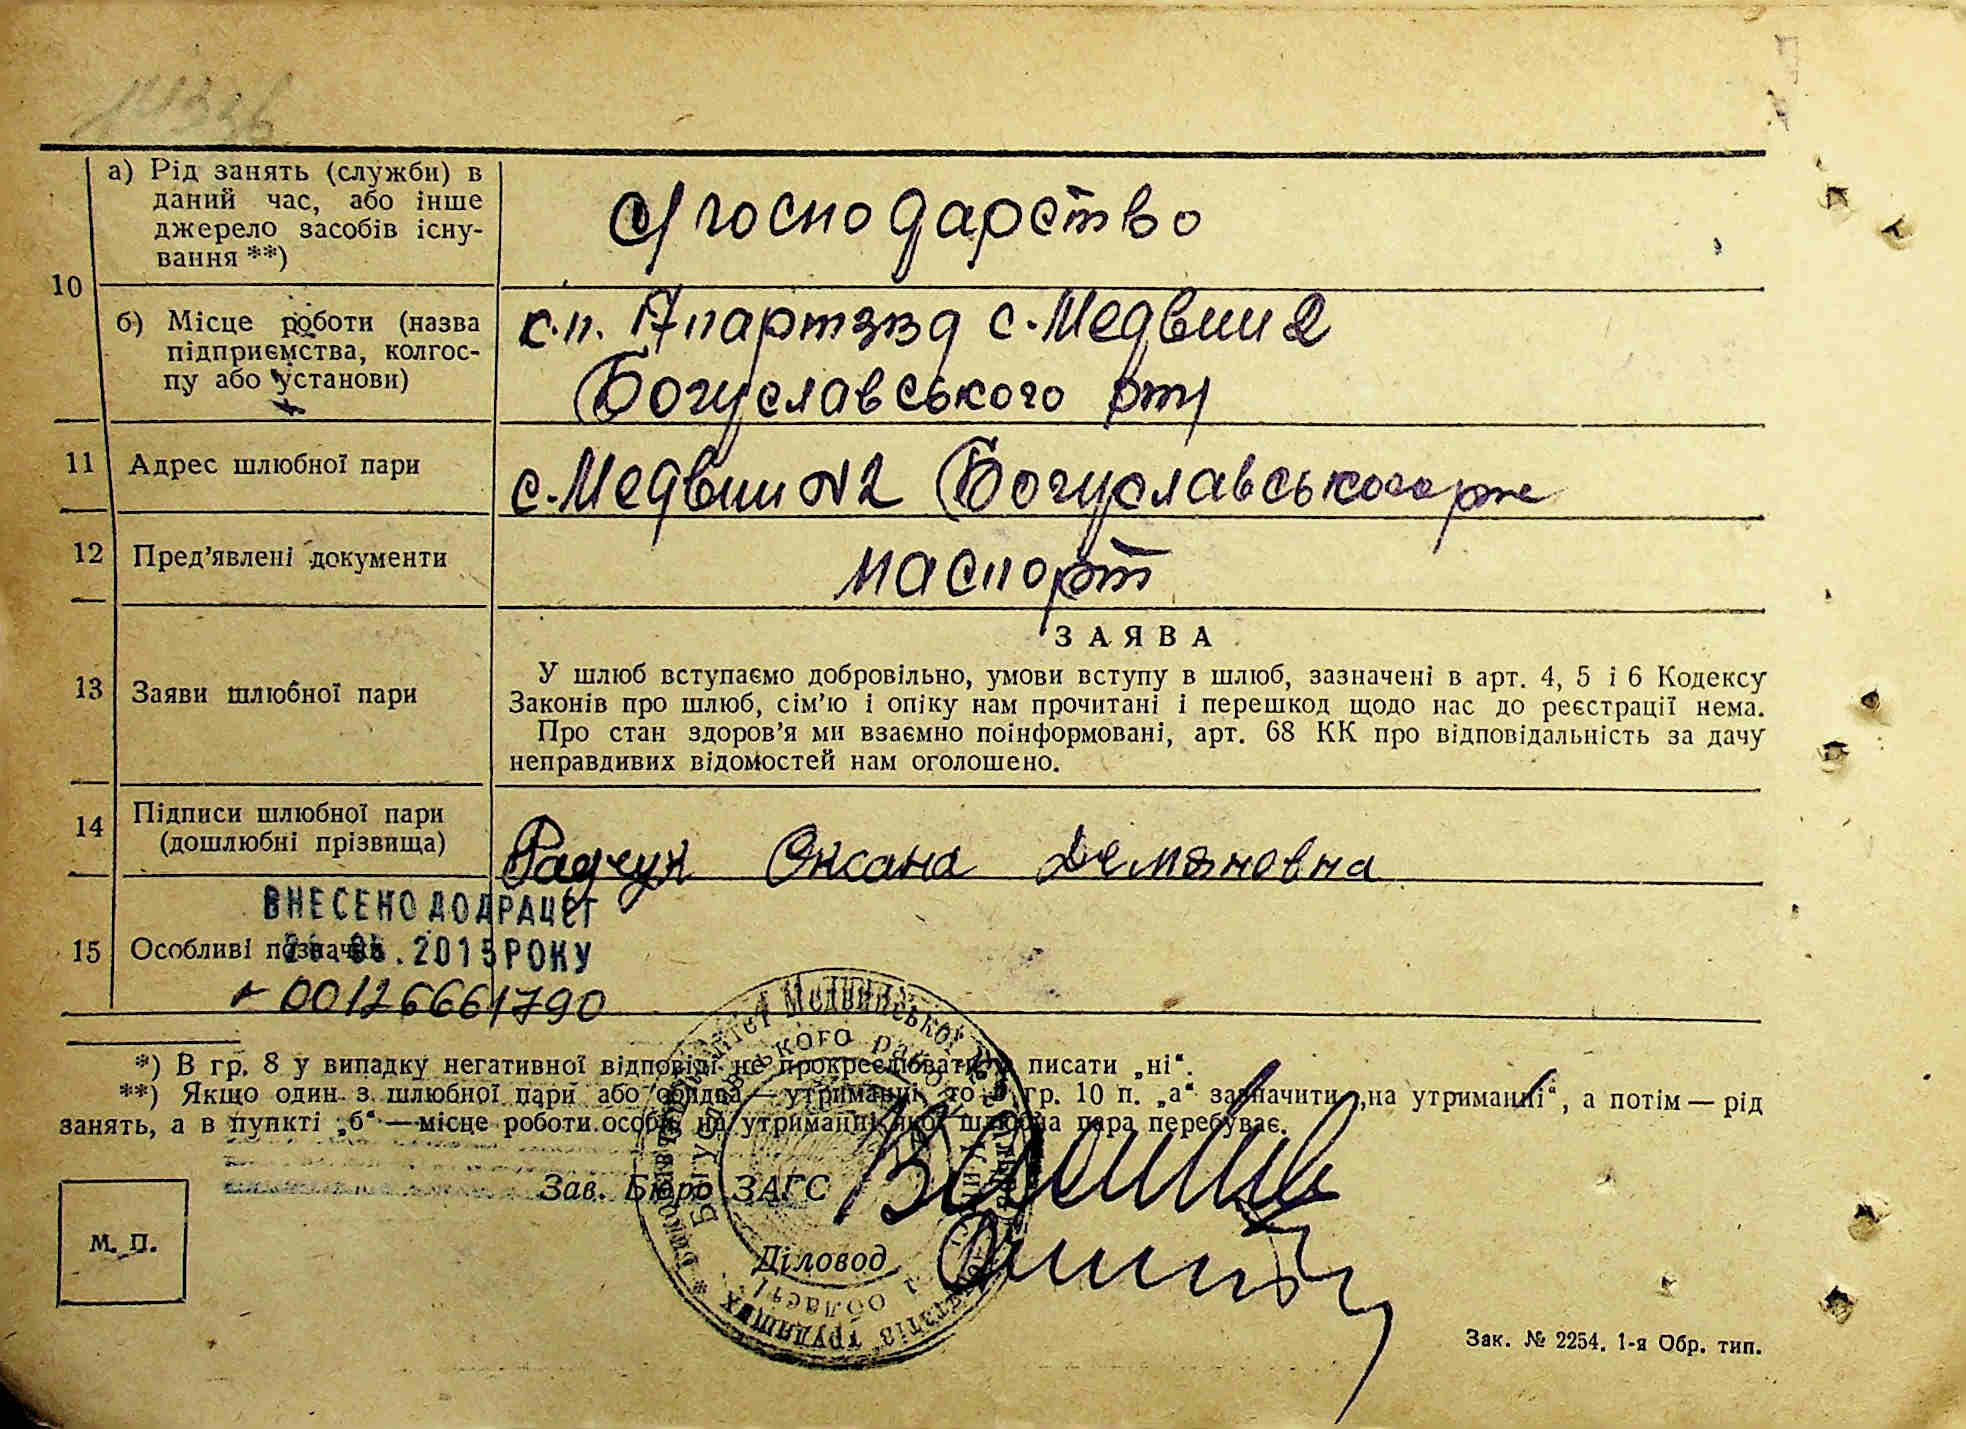 10
а) Рід занять (служби) в
даний час, або інше
джерело засобів існу-
вання **)
с/господарство
б) Місце роботи (назва
підприємства, колгос-
пу або установи)
с. Медвин 2
Богуславського р-ну
11 Адрес шлюбної пари
с. Медвин №2 Богуславського р-не
12 Пред'явлені документи
паспорт
13 Заяви шлюбної пари
ЗАЯВА
У шлюб вступаємо добровільно, умови вступу в шлюб, зазначені в арт. 4, 5 і 6 Кодексу
Законів про шлюб, сім'ю і опіку нам прочитані і перешкод щодо нас до реєстрації нема.
Про стан здоров'я ми взаємно поінформовані, арт. 68 КК про відповідальність за дачу
неправдивих відомостей нам оголошено.
14 Підписи шлюбної пари
(дошлюбні прізвища)
Радчук Оксана Демяновна
ВНЕСЕНО ДО ДРАЦСГ
15 Особливі позначки
.2015 РОКУ
00126661790
*) В гр. 8 у випадку негативної відповіді не прокреслювати, а писати „ні“.
**) Якщо один з шлюбної пари або обидва — на утриманні, то в гр. 10 п. „а“ зазначити „на утриманні“, а потім — рід
занять, а в пункті „б“ — місце роботи особи, на утриманні якої шлюбна пара перебуває.
Зав. Бюро ЗАГС
М. П.
Діловод
Зак. № 2254. 1-я Обр. тип.